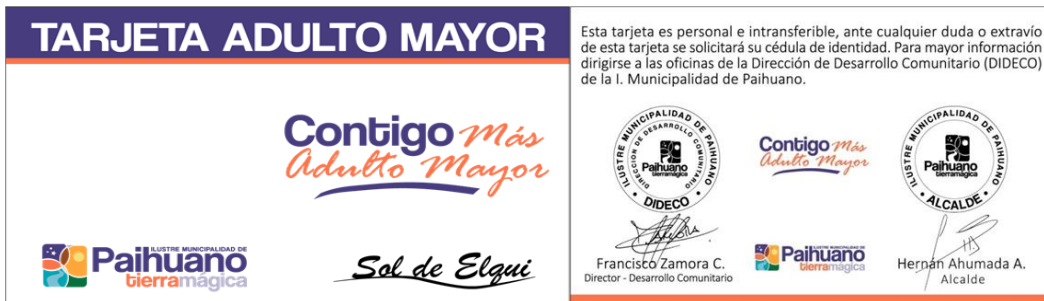 TARJETA ADULTO MAYOR
Contigo Más
Adulto Mayor
ILUSTRE MUNICIPALIDAD DE
Paihuano
tierramágica
Sol de Elqui
Esta tarjeta es personal e intransferible, ante cualquier duda o extravío
de esta tarjeta se solicitará su cédula de identidad. Para mayor información
dirigirse a las oficinas de la Dirección de Desarrollo Comunitario (DIDECO)
de la I. Municipalidad de Paihuano.
ILUSTRE MUNICIPALIDAD DE PAIHUANO
DIRECCION DE DESARROLLO COMUNITARIO
Paihuano
tierramágica
DIDECO
Contigo Más
Adulto Mayor
ILUSTRE MUNICIPALIDAD DE PAIHUANO
Paihuano
tierramágica
ALCALDE
Francisco Zamora C.
Director - Desarrollo Comunitario
ILUSTRE MUNICIPALIDAD DE
Paihuano
tierramágica
Hernán Ahumada A.
Alcalde